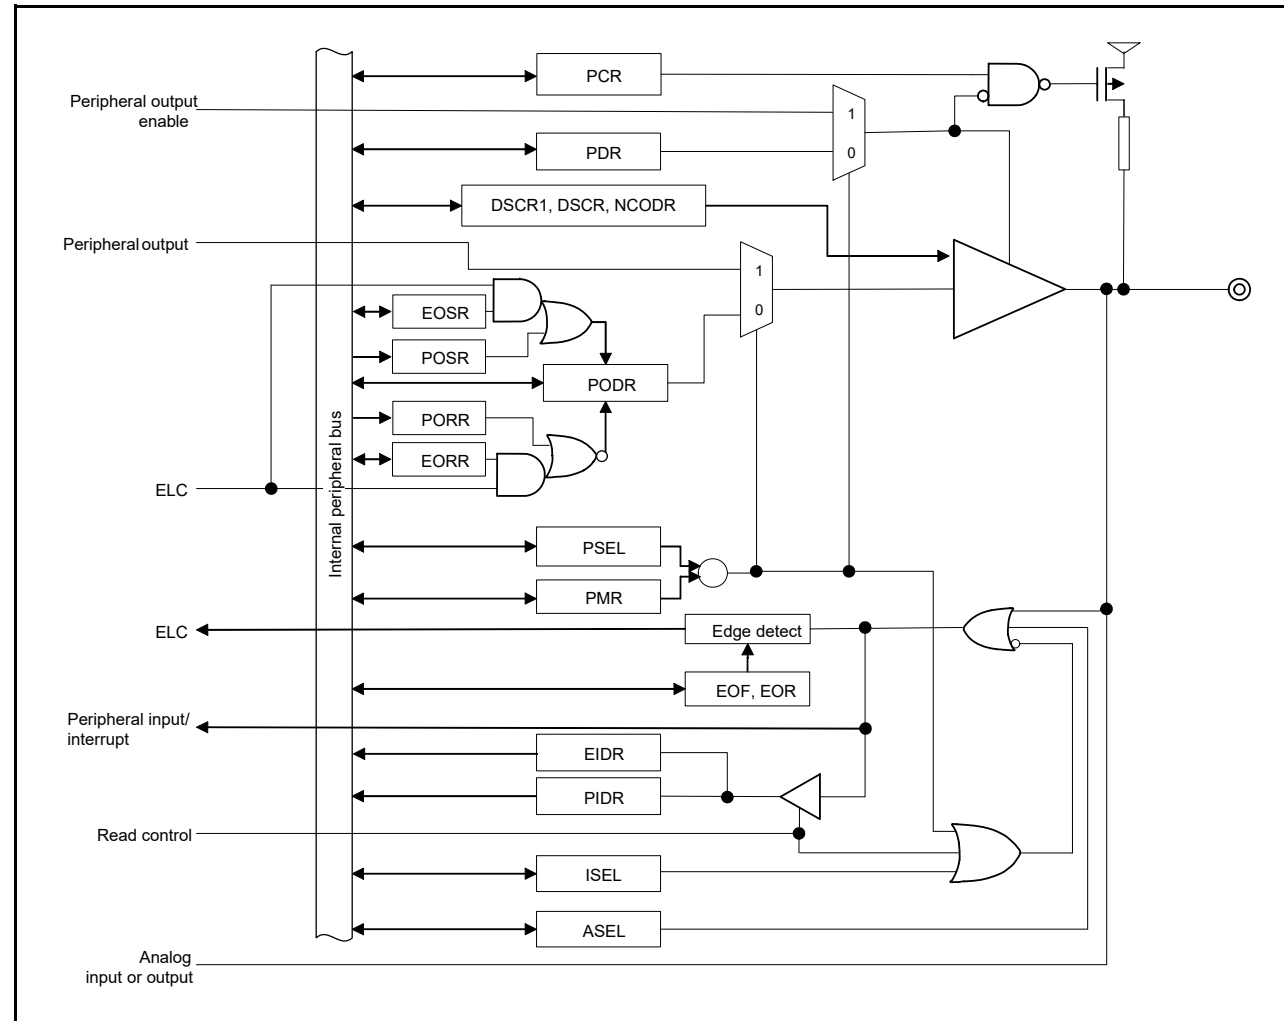 PCR
Peripheral output
enable
1
PDR
0
DSCR1, DSCR, NCODR
Peripheral output
1
EOSR
0
POSR
PODR
PORR
EORR
ELC
Internal peripheral bus
PSEL
PMR
ELC
Edge detect
EOF, EOR
Peripheral input/
interrupt
EIDR
PIDR
Read control
ISEL
ASEL
Analog
input or output